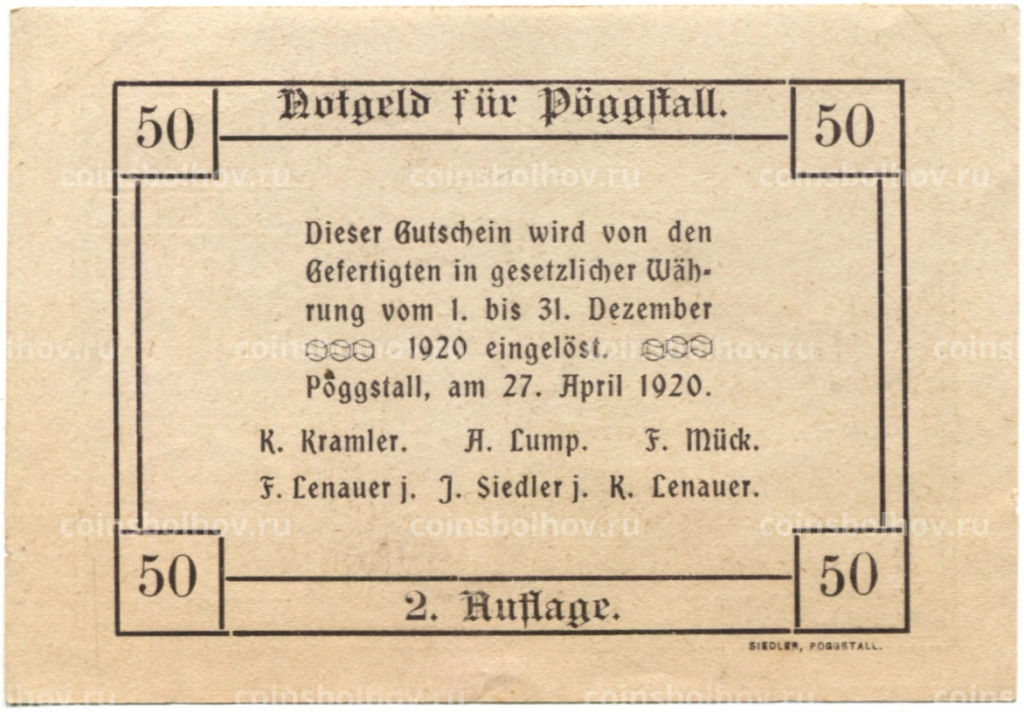 50 Notgeld für Pöggstall. 50
Dieser Gutschein wird von den
Gefertigten in gesetzlicher Wäh-
rung vom 1. bis 31. Dezember
1920 eingelöst.
Pöggstall, am 27. April 1920.
K. Kramler. A. Lump. F. Mück.
F. Lenauer j. J. Siedler j. K. Lenauer.
50 2. Auflage. 50
SIEDLER, PÖGGSTALL.
coinsbolhov.ru